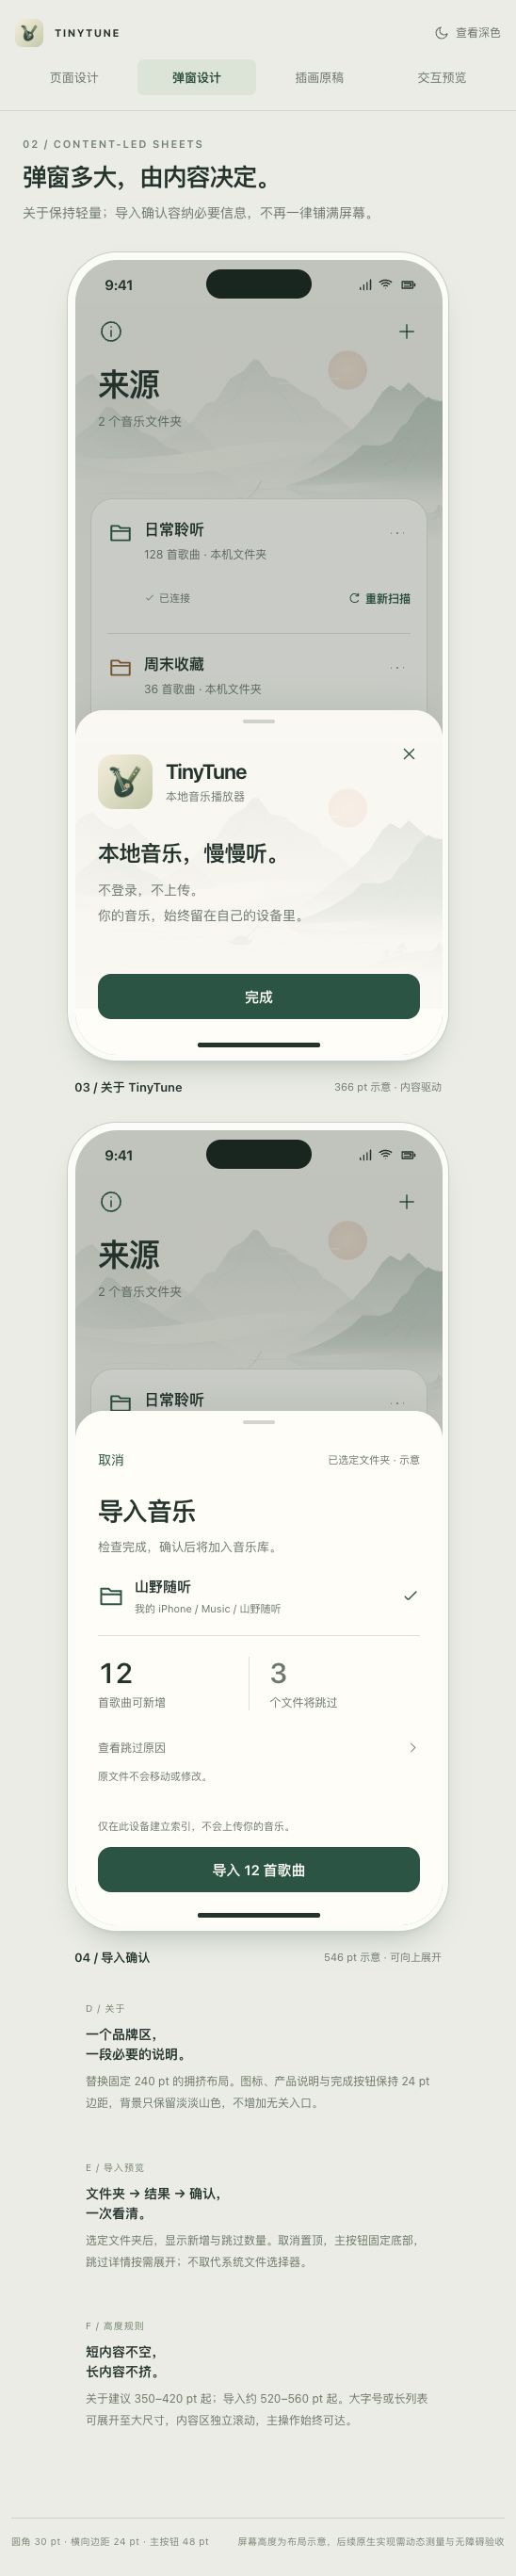 TINYTUNE
查看深色
页面设计
弹窗设计
插画原稿
交互预览
02 / CONTENT-LED SHEETS
弹窗多大，由内容决定。
关于保持轻量；导入确认容纳必要信息，不再一律铺满屏幕。
9:41
来源
2 个音乐文件夹
日常聆听
128 首歌曲 · 本机文件夹
已连接
重新扫描
周末收藏
36 首歌曲 · 本机文件夹
TinyTune
本地音乐播放器
本地音乐，慢慢听。
不登录，不上传。
你的音乐，始终留在自己的设备里。
完成
03 / 关于 TinyTune
366 pt 示意 · 内容驱动
9:41
来源
2 个音乐文件夹
日常聆听
取消
已选定文件夹 · 示意
导入音乐
检查完成，确认后将加入音乐库。
山野随听
我的 iPhone / Music / 山野随听
12
首歌曲可新增
3
个文件将跳过
查看跳过原因
原文件不会移动或修改。
仅在此设备建立索引，不会上传你的音乐。
导入 12 首歌曲
04 / 导入确认
546 pt 示意 · 可向上展开
D / 关于
一个品牌区，
一段必要的说明。
替换固定 240 pt 的拥挤布局。图标、产品说明与完成按钮保持 24 pt
边距，背景只保留淡淡山色，不增加无关入口。
E / 导入预览
文件夹 → 结果 → 确认，
一次看清。
选定文件夹后，显示新增与跳过数量。取消置顶，主按钮固定底部，
跳过详情按需展开；不取代系统文件选择器。
F / 高度规则
短内容不空，
长内容不挤。
关于建议 350–420 pt 起；导入约 520–560 pt 起。大字号或长列表
可展开至大尺寸，内容区独立滚动，主操作始终可达。
圆角 30 pt · 横向边距 24 pt · 主按钮 48 pt
屏幕高度为布局示意，后续原生实现需动态测量与无障碍验收